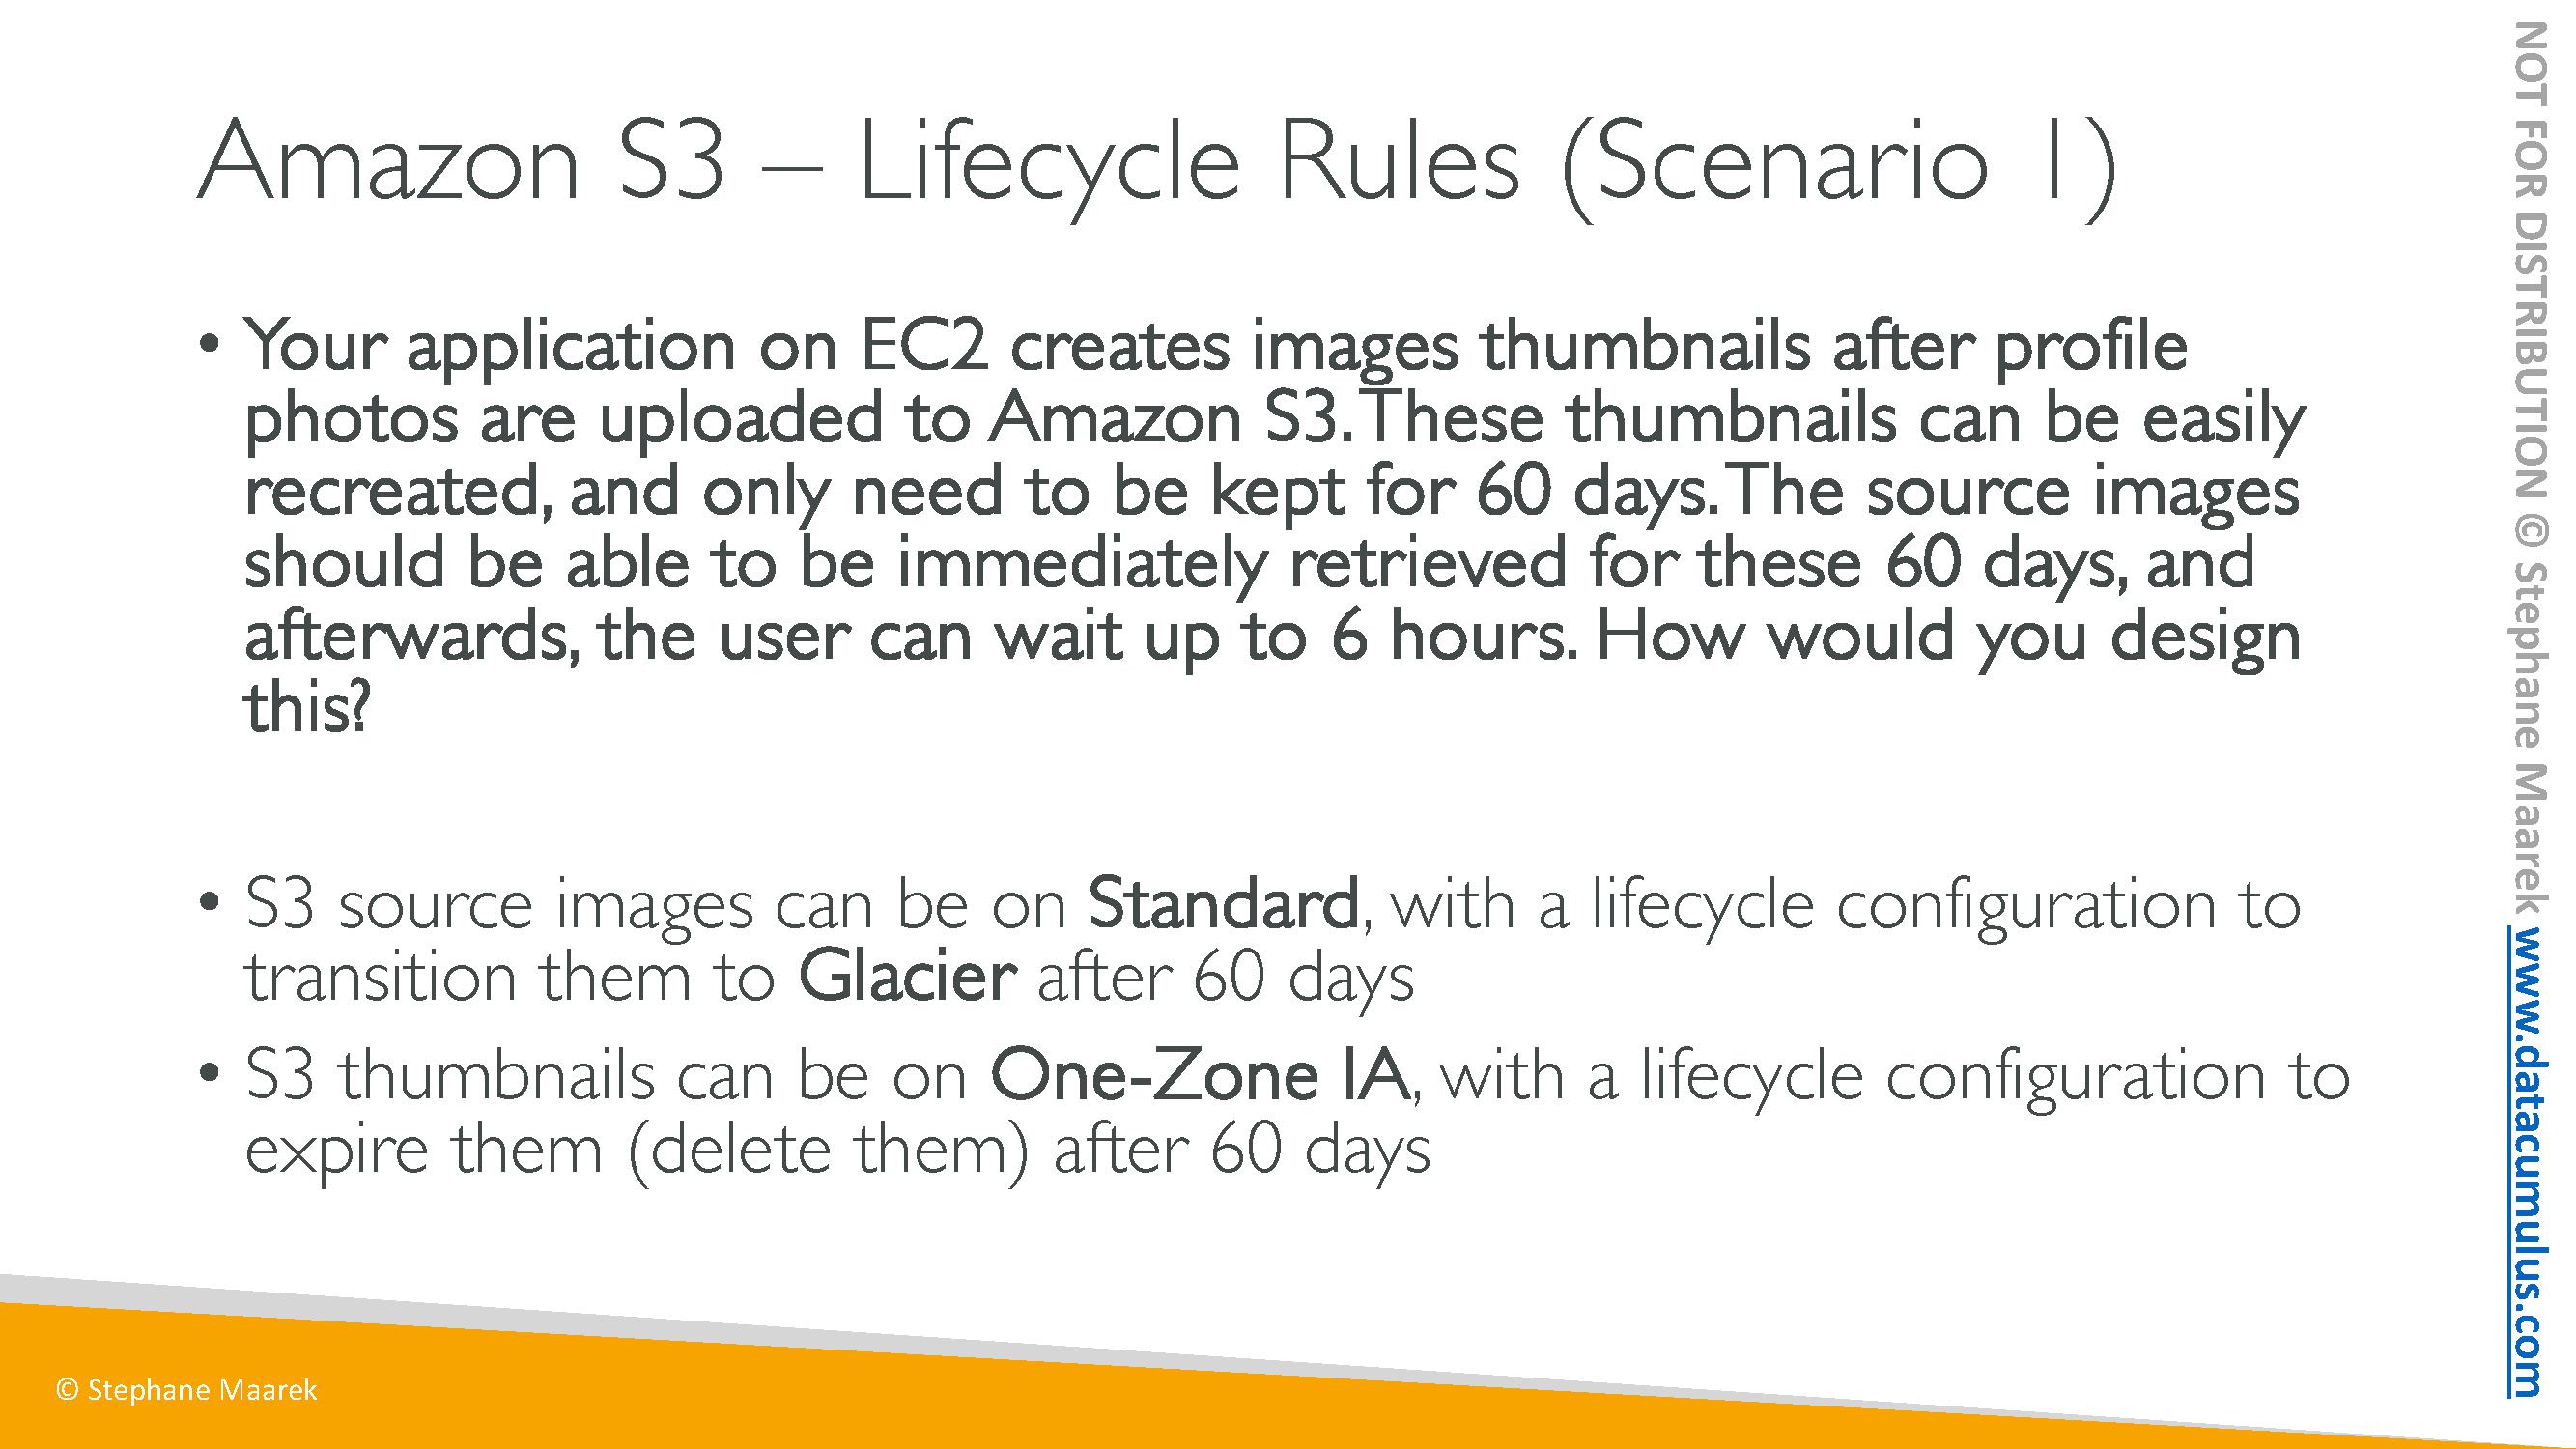 Amazon S3 – Lifecycle Rules (Scenario 1)
• Your application on EC2 creates images thumbnails after profile
photos are uploaded to Amazon S3. These thumbnails can be easily
recreated, and only need to be kept for 60 days. The source images
should be able to be immediately retrieved for these 60 days, and
afterwards, the user can wait up to 6 hours. How would you design
this?
• S3 source images can be on Standard, with a lifecycle configuration to
transition them to Glacier after 60 days
• S3 thumbnails can be on One-Zone IA, with a lifecycle configuration to
expire them (delete them) after 60 days
© Stephane Maarek
NOT FOR DISTRIBUTION © Stephane Maarek www.datacumulus.com